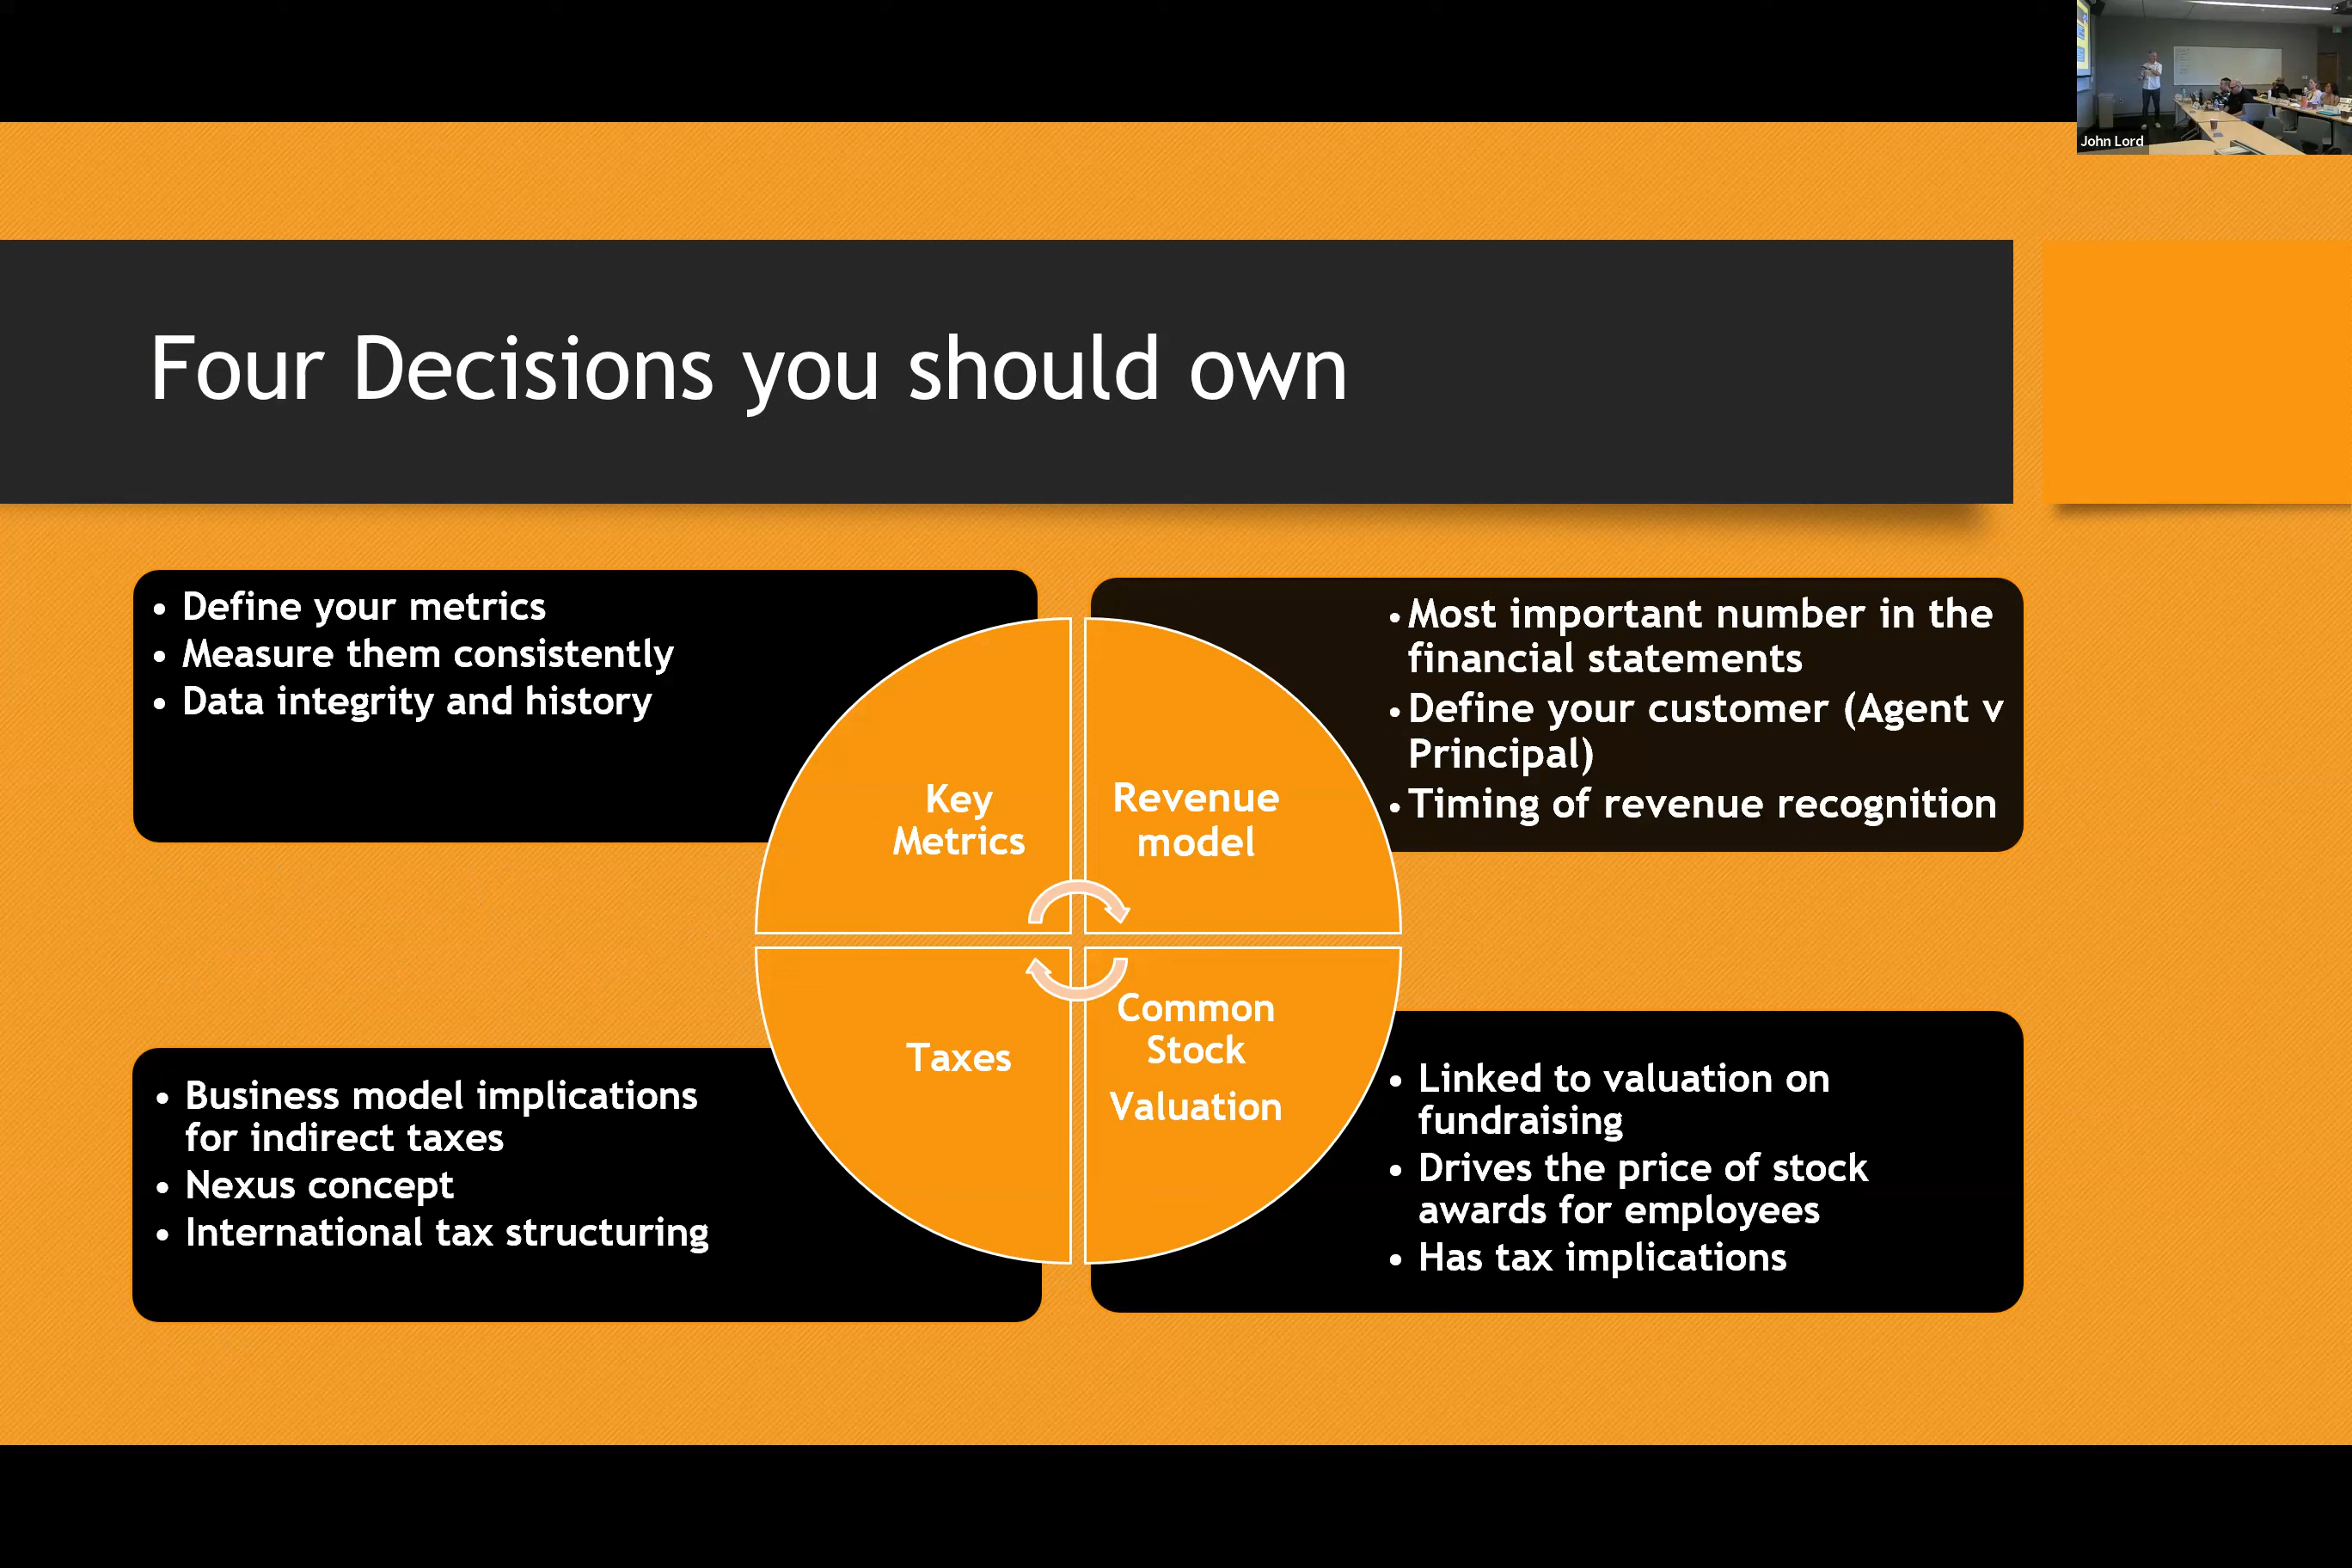 John Lord
Four Decisions you should own
• Define your metrics
• Measure them consistently
• Data integrity and history
• Most important number in the
financial statements
• Define your customer (Agent v
Principal)
• Timing of revenue recognition
Key
Metrics
Revenue
model
Taxes
Common
Stock
Valuation
• Business model implications
for indirect taxes
• Nexus concept
• International tax structuring
• Linked to valuation on
fundraising
• Drives the price of stock
awards for employees
• Has tax implications